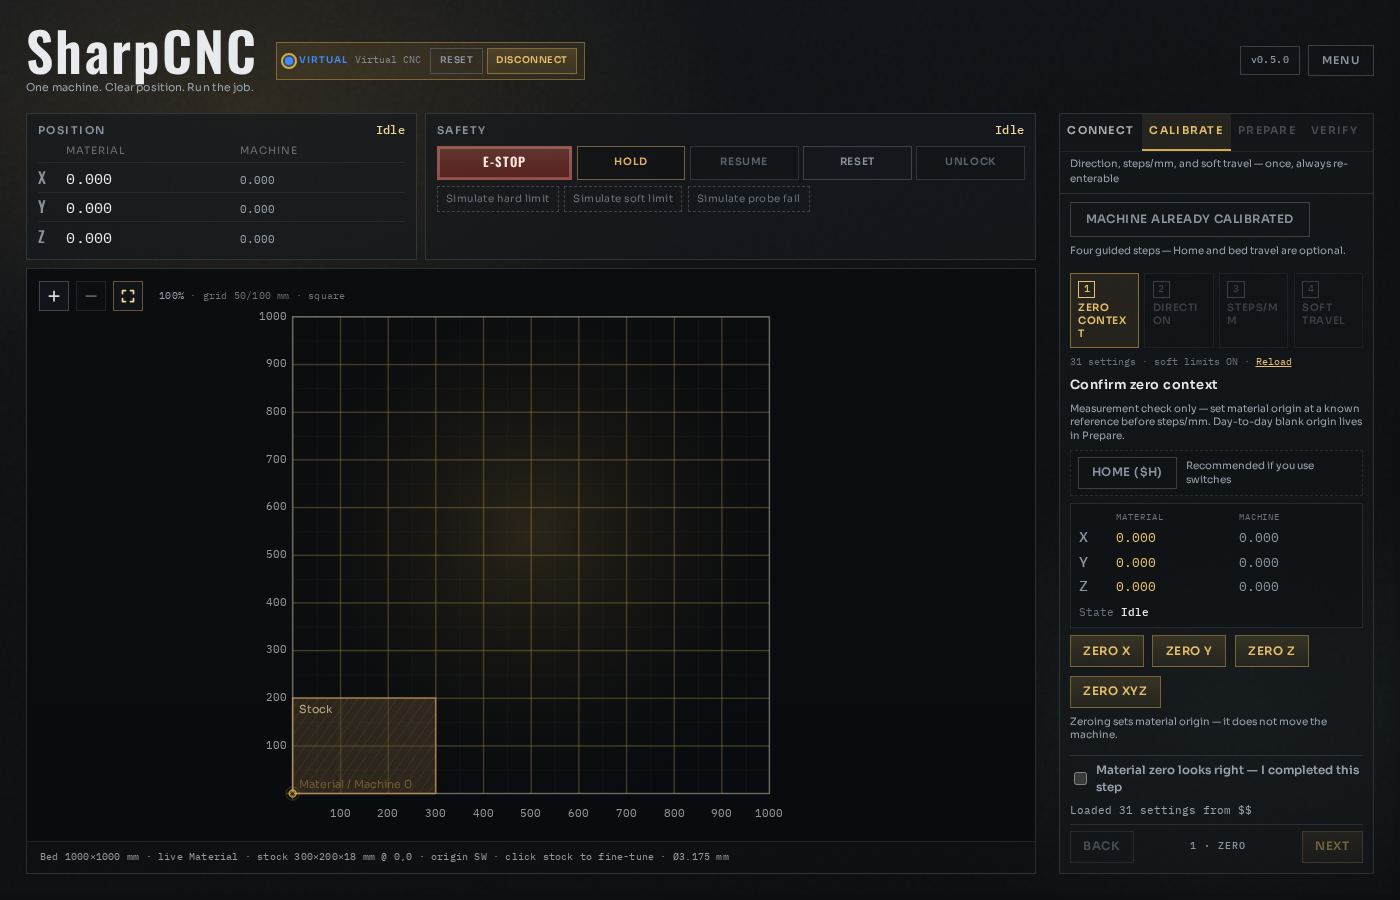 SharpCNC
One machine. Clear position. Run the job.
VIRTUAL Virtual CNC RESET DISCONNECT
v0.5.0 MENU
POSITION Idle
MATERIAL MACHINE
X 0.000 0.000
Y 0.000 0.000
Z 0.000 0.000
SAFETY Idle
E-STOP HOLD RESUME RESET UNLOCK
Simulate hard limit Simulate soft limit Simulate probe fail
100% · grid 50/100 mm · square
1000
900
800
700
600
500
400
300
200
100
Stock
Material / Machine 0
100 200 300 400 500 600 700 800 900 1000
Bed 1000×1000 mm · live Material · stock 300×200×18 mm @ 0,0 · origin SW · click stock to fine-tune · Ø3.175 mm
CONNECT CALIBRATE PREPARE VERIFY
Direction, steps/mm, and soft travel — once, always re-
enterable
MACHINE ALREADY CALIBRATED
Four guided steps — Home and bed travel are optional.
1 2 3 4
ZERO DIRECTI STEPS/M SOFT
CONTEX ON M TRAVEL
T
31 settings · soft limits ON · Reload
Confirm zero context
Measurement check only — set material origin at a known
reference before steps/mm. Day-to-day blank origin lives
in Prepare.
HOME ($H) Recommended if you use
switches
MATERIAL MACHINE
X 0.000 0.000
Y 0.000 0.000
Z 0.000 0.000
State Idle
ZERO X ZERO Y ZERO Z
ZERO XYZ
Zeroing sets material origin — it does not move the
machine.
Material zero looks right — I completed this
step
Loaded 31 settings from $$
BACK 1 · ZERO NEXT